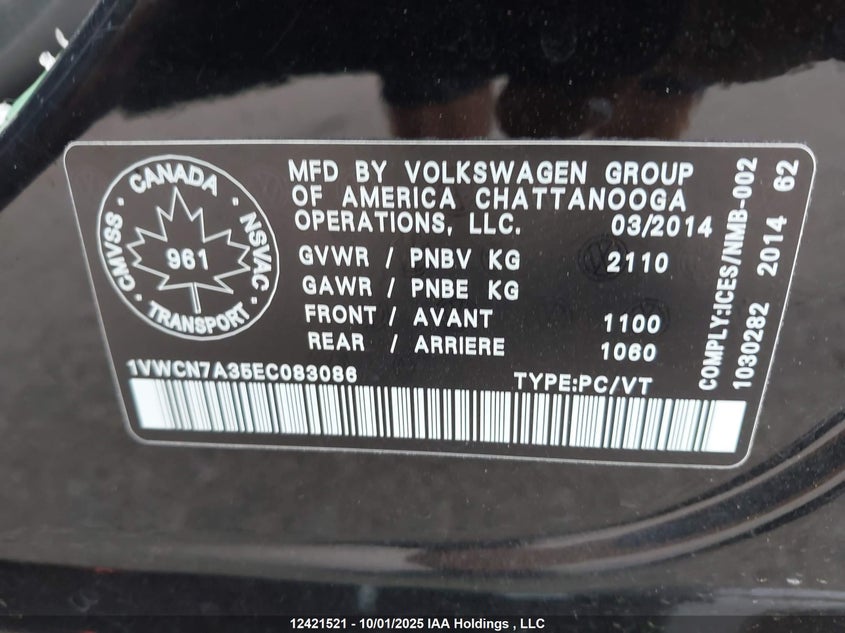 CANADA
CMVSS
NSVAC
961
TRANSPORT
MFD BY VOLKSWAGEN GROUP
OF AMERICA CHATTANOOGA
OPERATIONS, LLC. 03/2014
GVWR / PNBV KG 2110
GAWR / PNBE KG
FRONT / AVANT 1100
REAR / ARRIERE 1060
1VWCN7A35EC083086 TYPE:PC/VT
COMPLY:ICES/NMB-002
1030282 2014 62
12421521 - 10/01/2025 IAA Holdings , LLC